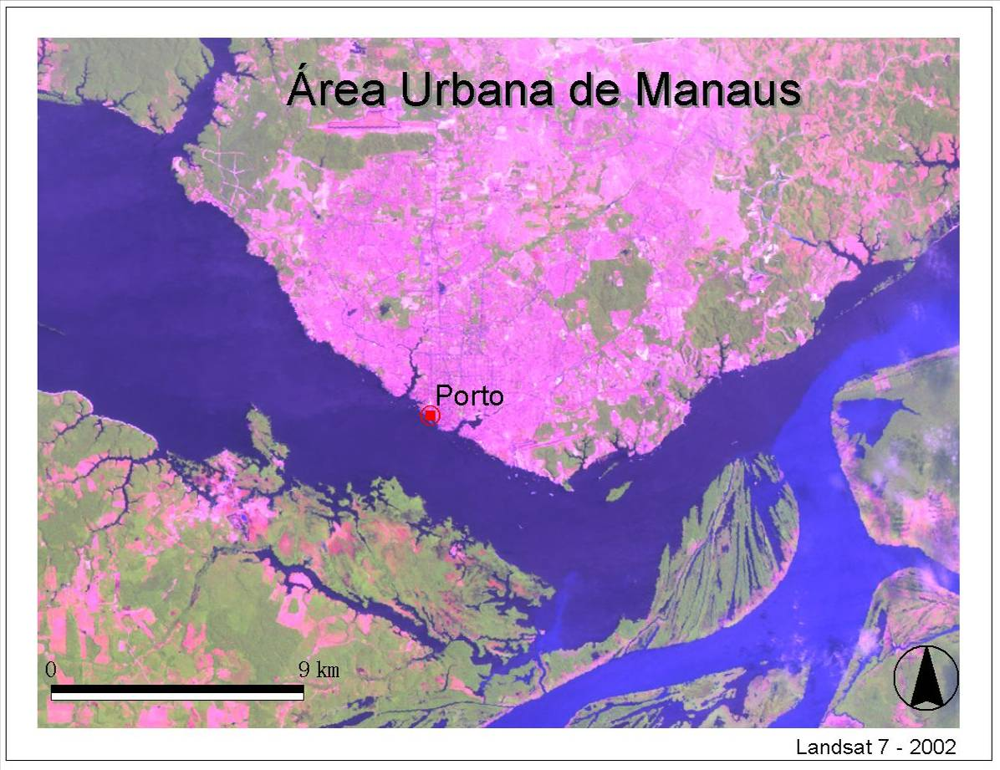 Área Urbana de Manaus
Porto
0 9 km
Landsat 7 - 2002